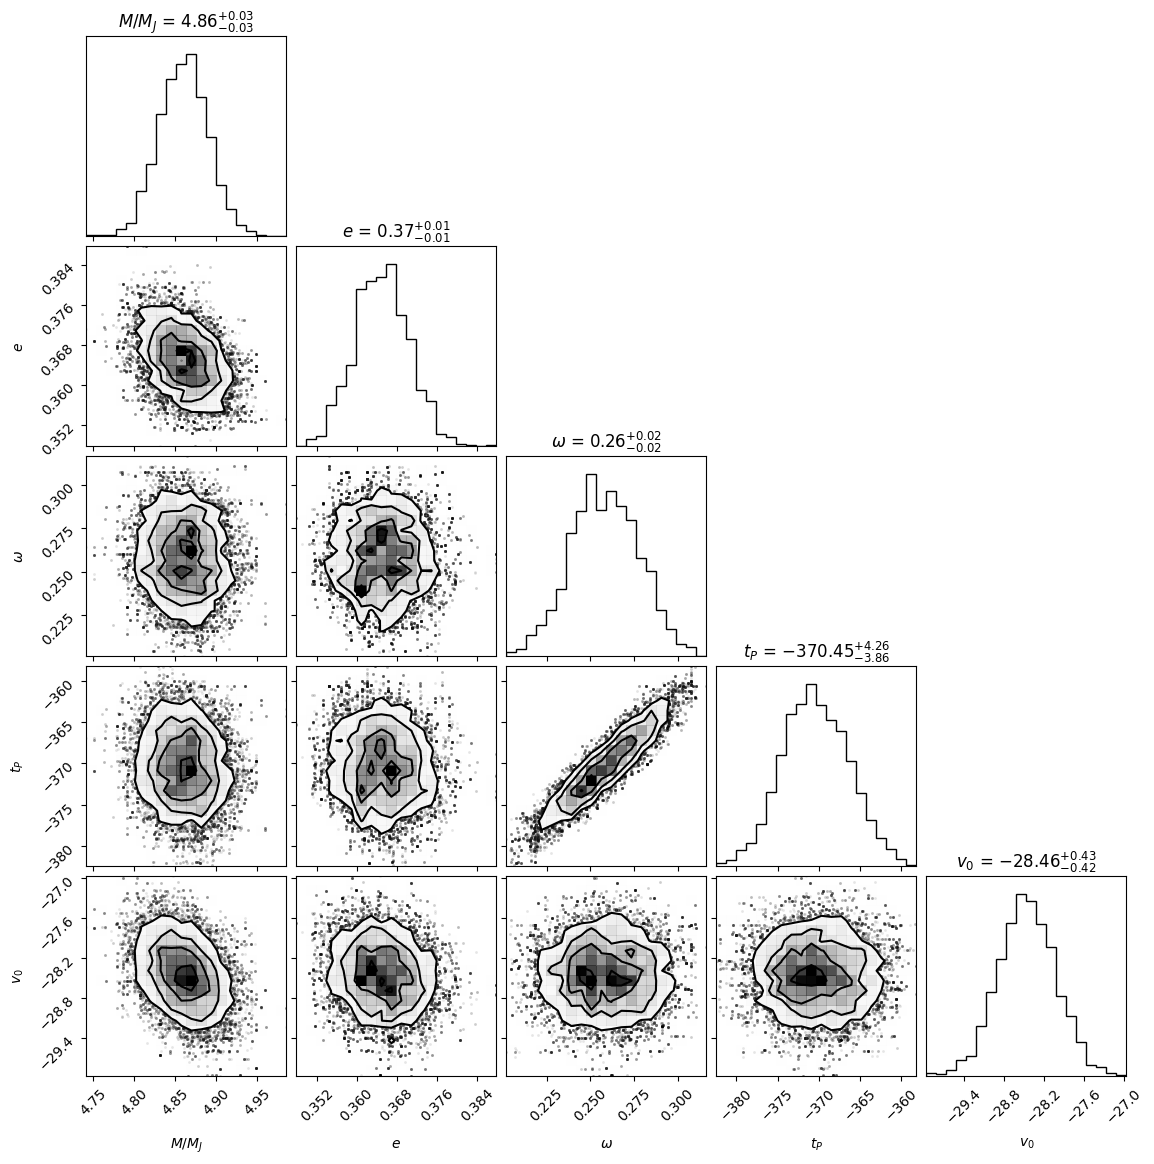 M/M_J = 4.86^{+0.03}_{-0.03}
e = 0.37^{+0.01}_{-0.01}
0.384
0.376
0.368
0.360
0.352
e
ω = 0.26^{+0.02}_{-0.02}
0.300
0.275
0.250
0.225
ω
t_P = −370.45^{+4.26}_{-3.86}
−360
−365
−370
−375
−380
t_P
v_0 = −28.46^{+0.43}_{-0.42}
−27.0
−27.6
−28.2
−28.8
−29.4
v_0
4.75 4.80 4.85 4.90 4.95 0.352 0.360 0.368 0.376 0.384 0.225 0.250 0.275 0.300 −380 −370 −360 −29.4 −28.8 −28.2 −27.6 −27.0
M/M_J e ω t_P v_0